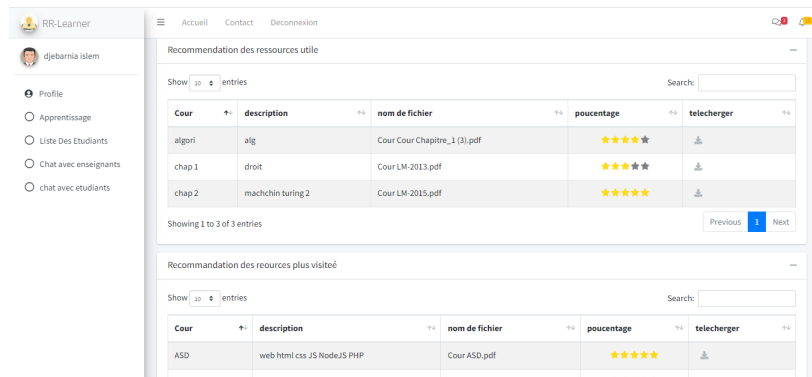 RR-Learner
Accueil Contact Deconnexion
djebarnia islem
Profile
Apprentissage
Liste Des Etudiants
Chat avec enseignants
chat avec etudiants
Recommendation des ressources utile
Show 10 entries Search:
Cour description nom de fichier poucentage telecherger
algori alg Cour Cour Chapitre_1 (3).pdf
chap 1 droit Cour LM-2013.pdf
chap 2 machchin turing 2 Cour LM-2015.pdf
Showing 1 to 3 of 3 entries Previous 1 Next
Recommandation des reources plus visiteé
Show 10 entries Search:
Cour description nom de fichier poucentage telecherger
ASD web html css JS NodeJS PHP Cour ASD.pdf